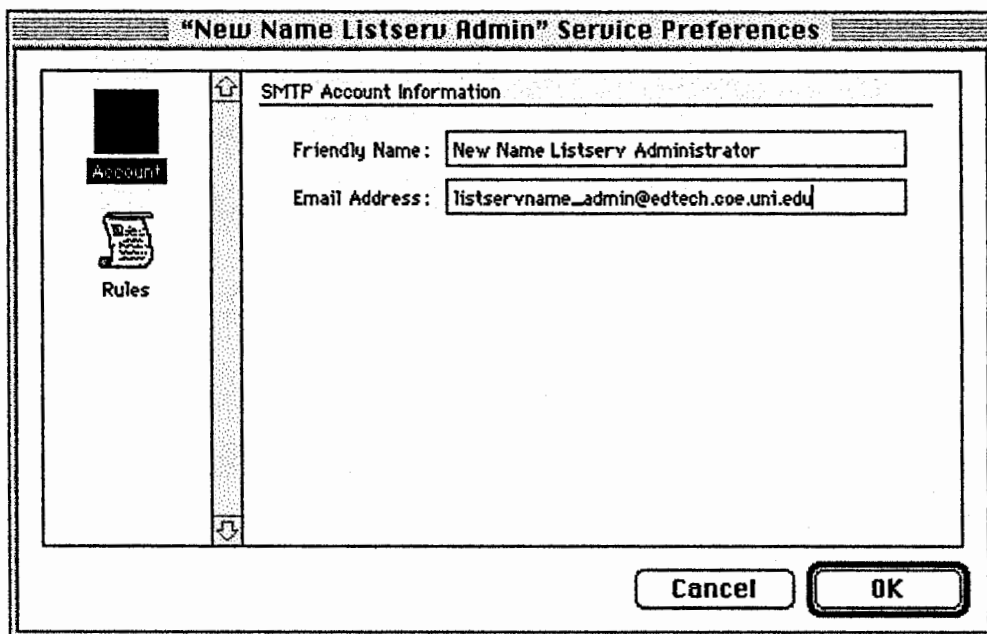 “New Name Listserv Admin” Service Preferences
Account
Rules
SMTP Account Information
Friendly Name: New Name Listserv Administrator
Email Address: listservname_admin@edtech.coe.uni.edu
Cancel OK